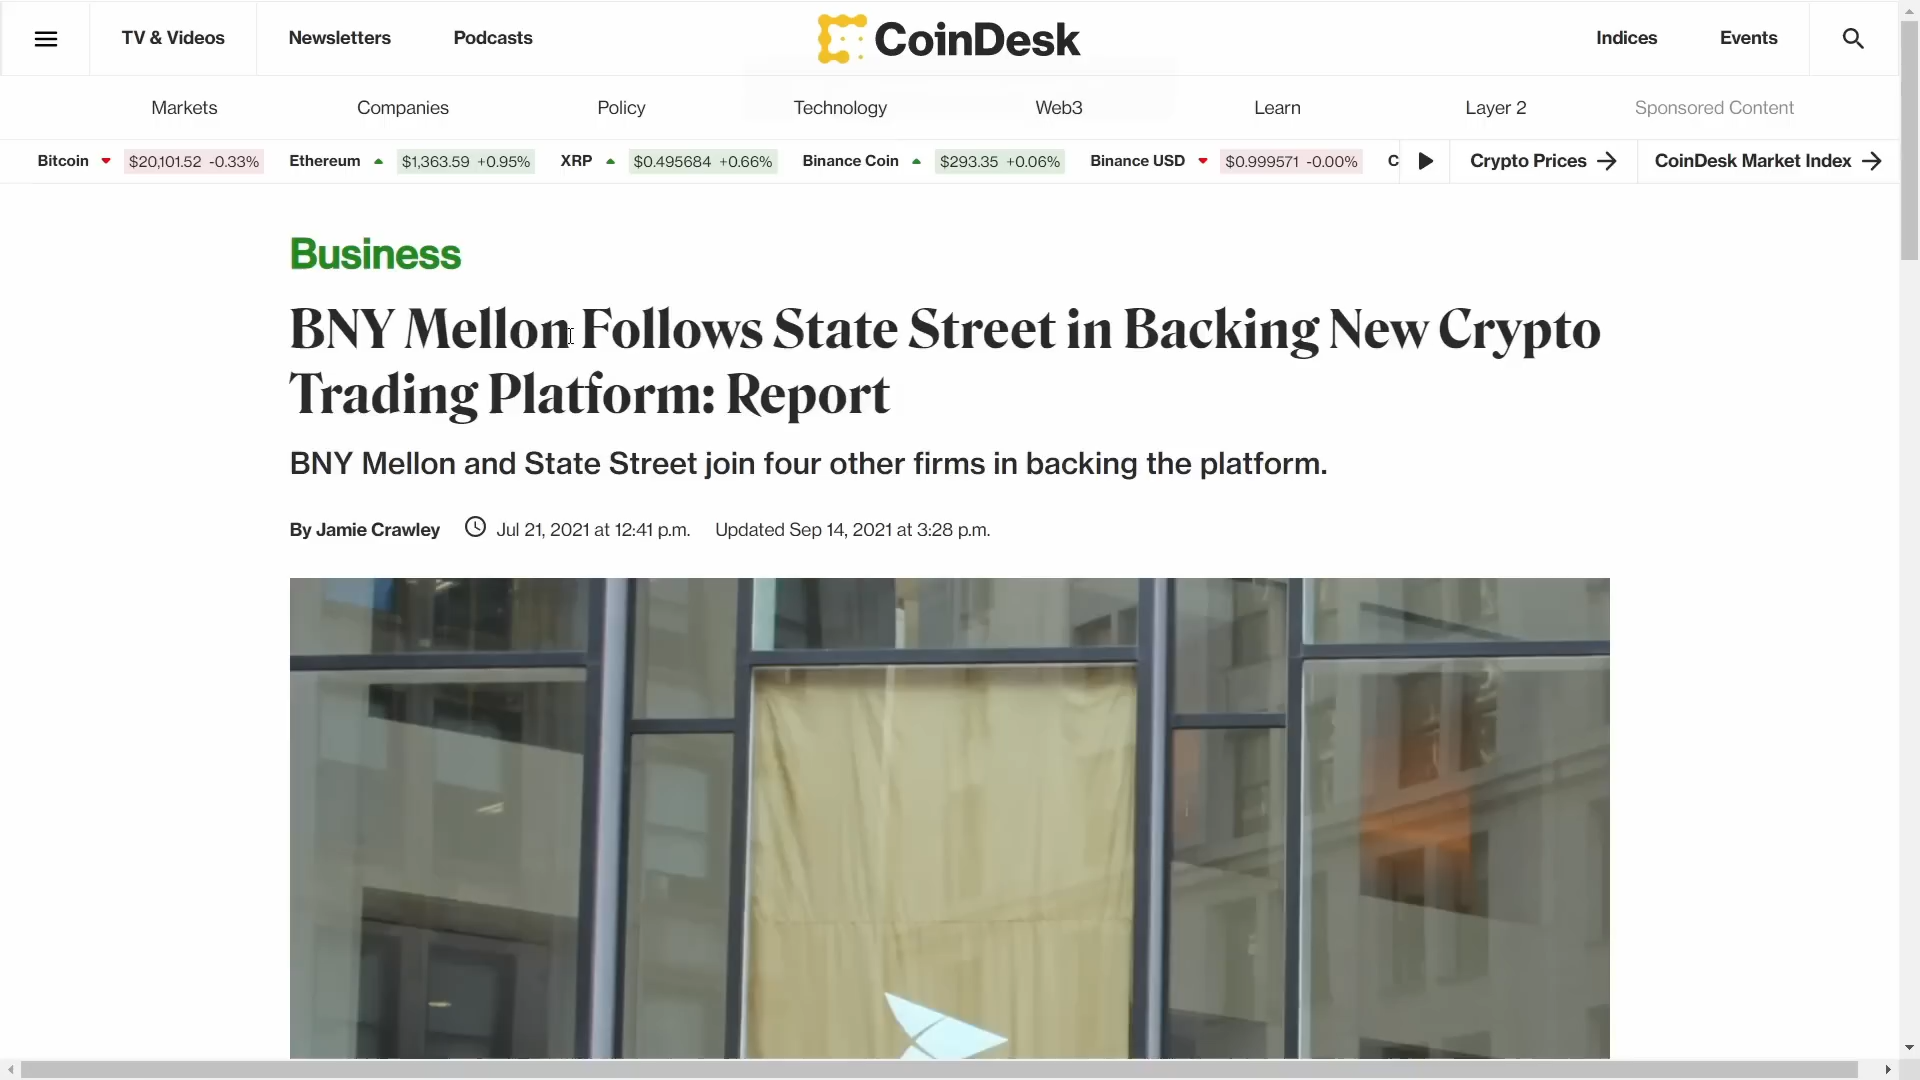 TV & Videos Newsletters Podcasts CoinDesk Indices Events
Markets Companies Policy Technology Web3 Learn Layer 2 Sponsored Content
Bitcoin $20,101.52 -0.33% Ethereum $1,363.59 +0.95% XRP $0.495684 +0.66% Binance Coin $293.35 +0.06% Binance USD $0.999571 -0.00% C Crypto Prices CoinDesk Market Index
Business
BNY Mellon Follows State Street in Backing New Crypto
Trading Platform: Report
BNY Mellon and State Street join four other firms in backing the platform.
By Jamie Crawley Jul 21, 2021 at 12:41 p.m. Updated Sep 14, 2021 at 3:28 p.m.